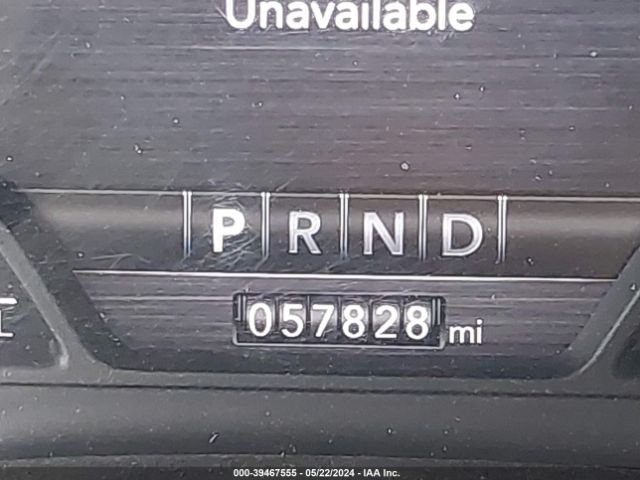 Unavailable
P R N D
057828 mi
000-39467555 - 05/22/2024 - IAA Inc.